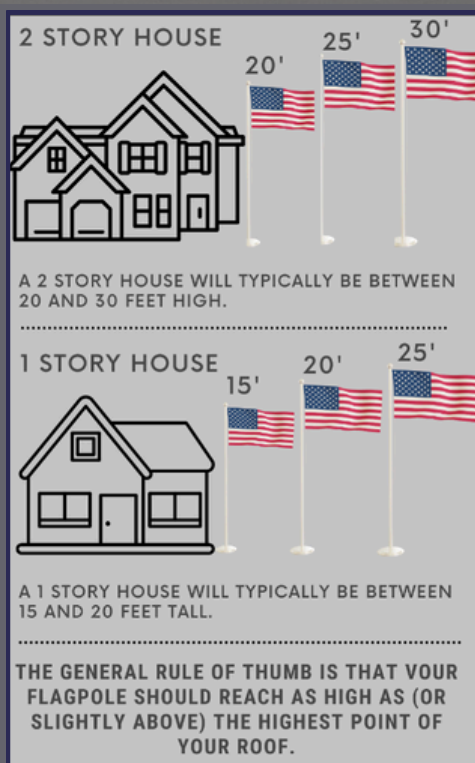 2 STORY HOUSE
20'
25'
30'
A 2 STORY HOUSE WILL TYPICALLY BE BETWEEN
20 AND 30 FEET HIGH.
1 STORY HOUSE
15'
20'
25'
A 1 STORY HOUSE WILL TYPICALLY BE BETWEEN
15 AND 20 FEET TALL.
THE GENERAL RULE OF THUMB IS THAT VOUR
FLAGPOLE SHOULD REACH AS HIGH AS (OR
SLIGHTLY ABOVE) THE HIGHEST POINT OF
YOUR ROOF.